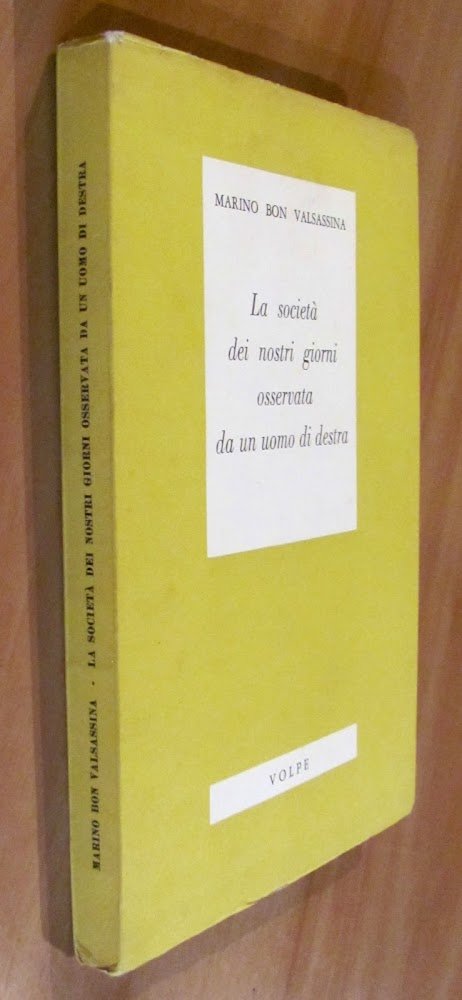 MARINO BON VALSASSINA - LA SOCIETÀ DEI NOSTRI GIORNI OSSERVATA DA UN UOMO DI DESTRA
MARINO BON VALSASSINA
La società
dei nostri giorni
osservata
da un uomo di destra
VOLPE